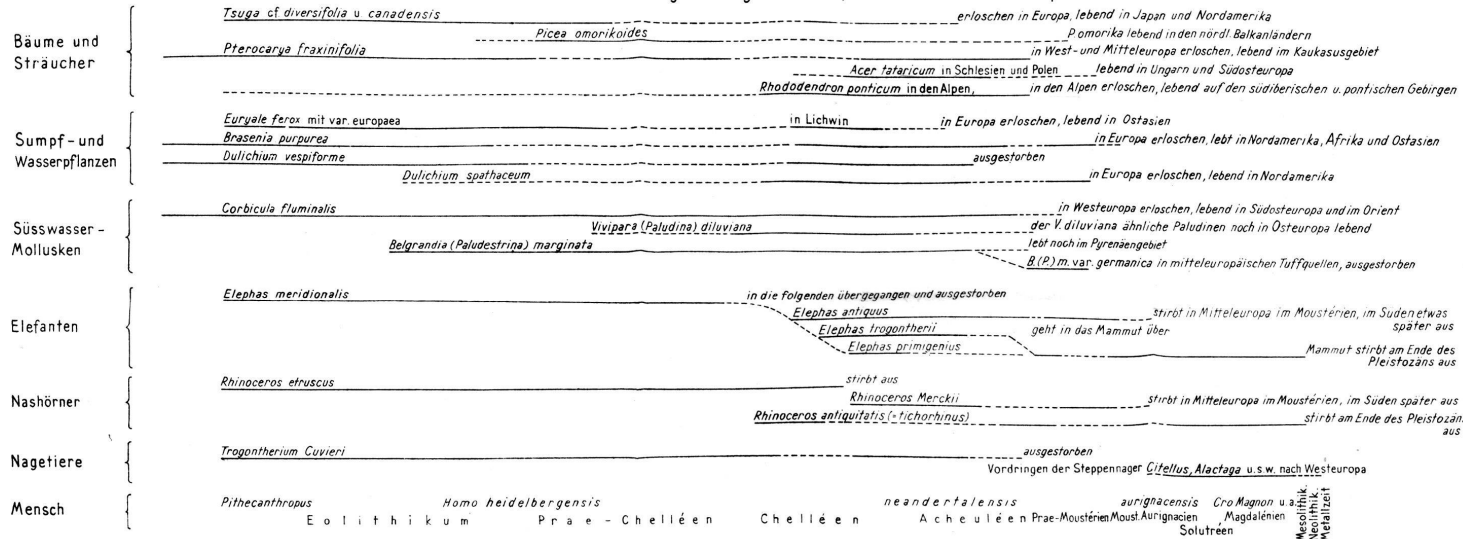 Bäume und
Sträucher
Tsuga cf diversifolia u canadensis erloschen in Europa, lebend in Japan und Nordamerika
Picea omorikoides P. omorika lebend in den nördl. Balkanländern
Pterocarya fraxinifolia in West- und Mitteleuropa erloschen, lebend im Kaukasusgebiet
Acer tataricum in Schlesien und Polen lebend in Ungarn und Südosteuropa
Rhododendron ponticum in den Alpen, in den Alpen erloschen, lebend auf den südiberischen u. pontischen Gebirgen
Sumpf- und
Wasserpflanzen
Euryale ferox mit var. europaea in Lichwin in Europa erloschen, lebend in Ostasien
Brasenia purpurea in Europa erloschen, lebt in Nordamerika, Afrika und Ostasien
Dulichium vespiforme ausgestorben
Dulichium spathaceum in Europa erloschen, lebend in Nordamerika
Süsswasser-
Mollusken
Corbicula fluminalis in Westeuropa erloschen, lebend in Südosteuropa und im Orient
Vivipara (Paludina) diluviana der V. diluviana ähnliche Paludinen noch in Osteuropa lebend
Belgrandia (Paludestrina) marginata lebt noch im Pyrenäengebiet
B. (P.) m. var. germanica in mitteleuropäischen Tuffquellen, ausgestorben
Elefanten
Elephas meridionalis in die folgenden übergegangen und ausgestorben
Elephas antiquus stirbt in Mitteleuropa im Moustérien, im Süden etwas
später aus
Elephas trogontherii geht in das Mammut über
Elephas primigenius Mammut stirbt am Ende des
Pleistozäns aus
Nashörner
Rhinoceros etruscus stirbt aus
Rhinoceros Merckii stirbt in Mitteleuropa im Moustérien, im Süden später aus
Rhinoceros antiquitatis (= tichorhinus) stirbt am Ende des Pleistozäns
aus
Nagetiere
Trogontherium Cuvieri ausgestorben
Vordringen der Steppennager Citellus, Alactaga u.s.w. nach Westeuropa
Mensch
Pithecanthropus Homo heidelbergensis neandertalensis aurignacensis Cro Magnon u.a.
Eolithikum Prae-Chelléen Chelléen Acheuléen Prae-Moustérien Moust. Aurignacien Magdalénien
Solutréen
Mesolithik.
Neolithik.
Metallzeit